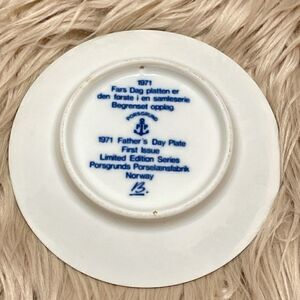 1971
Fars Dag platten er
den første i en samleserie
Begrenset opplag
PORSGRUND
1971 Father's Day Plate
First Issue
Limited Edition Series
Porsgrunds Porselænsfabrik
Norway
B.